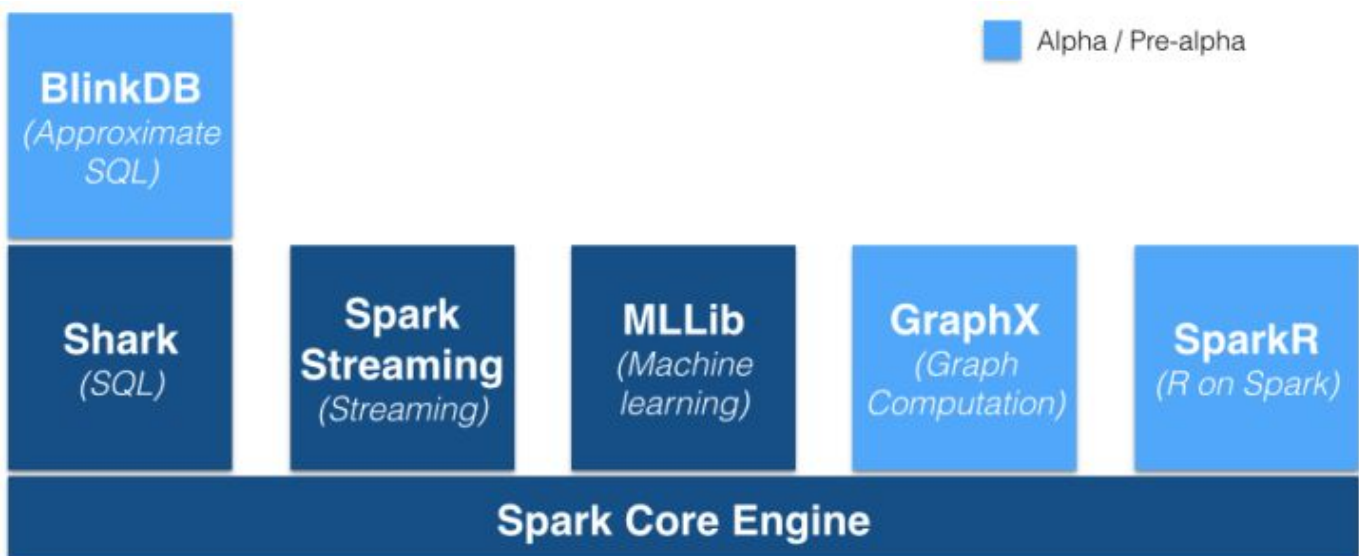 Alpha / Pre-alpha
BlinkDB
(Approximate
SQL)
Shark
(SQL)
Spark
Streaming
(Streaming)
MLLib
(Machine
learning)
GraphX
(Graph
Computation)
SparkR
(R on Spark)
Spark Core Engine